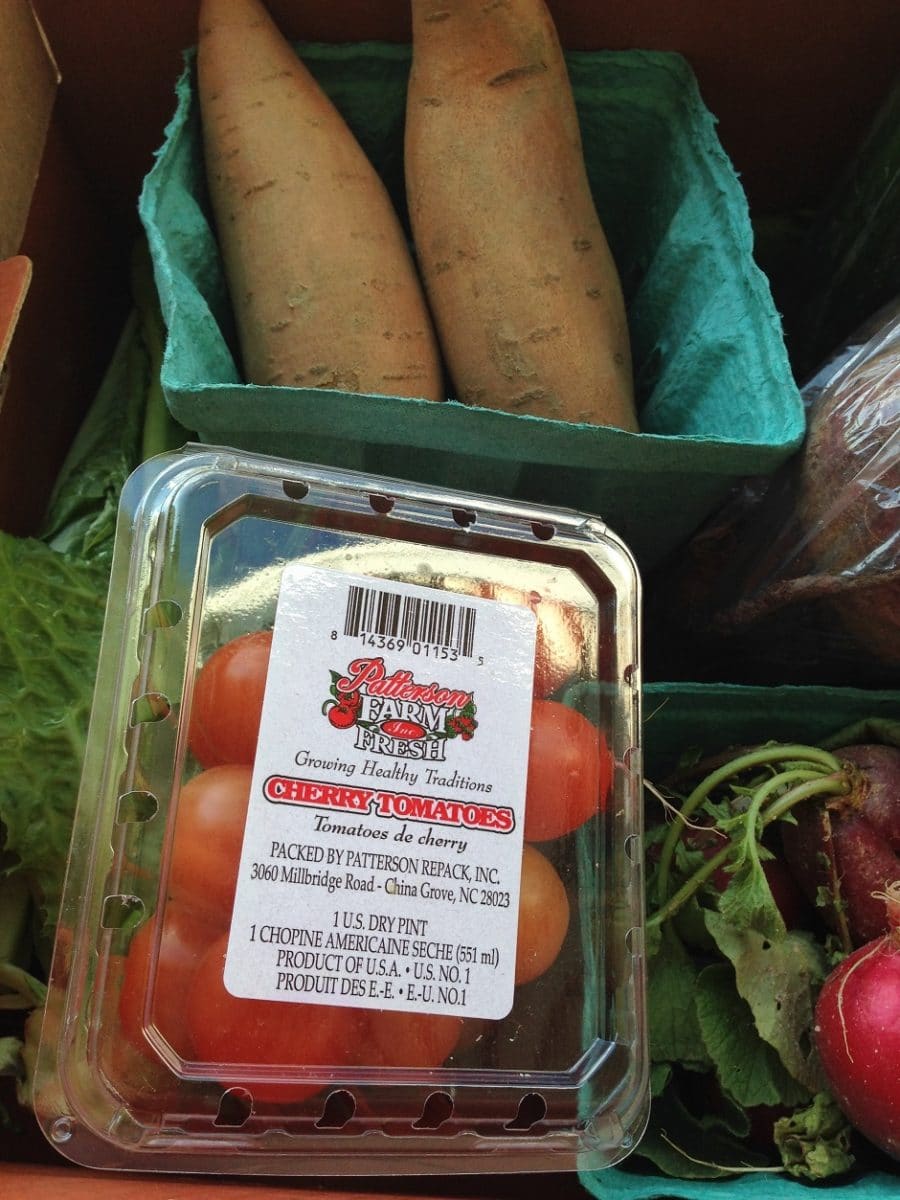 8 14369 01153 5
Patterson
FARM
Inc
FRESH
Growing Healthy Traditions
CHERRY TOMATOES
Tomatoes de cherry
PACKED BY PATTERSON REPACK, INC.
3060 Millbridge Road - China Grove, NC 28023
1 U.S. DRY PINT
1 CHOPINE AMERICAINE SECHE (551 ml)
PRODUCT OF U.S.A. • U.S. NO. 1
PRODUIT DES E.-E. • E.-U. NO.1